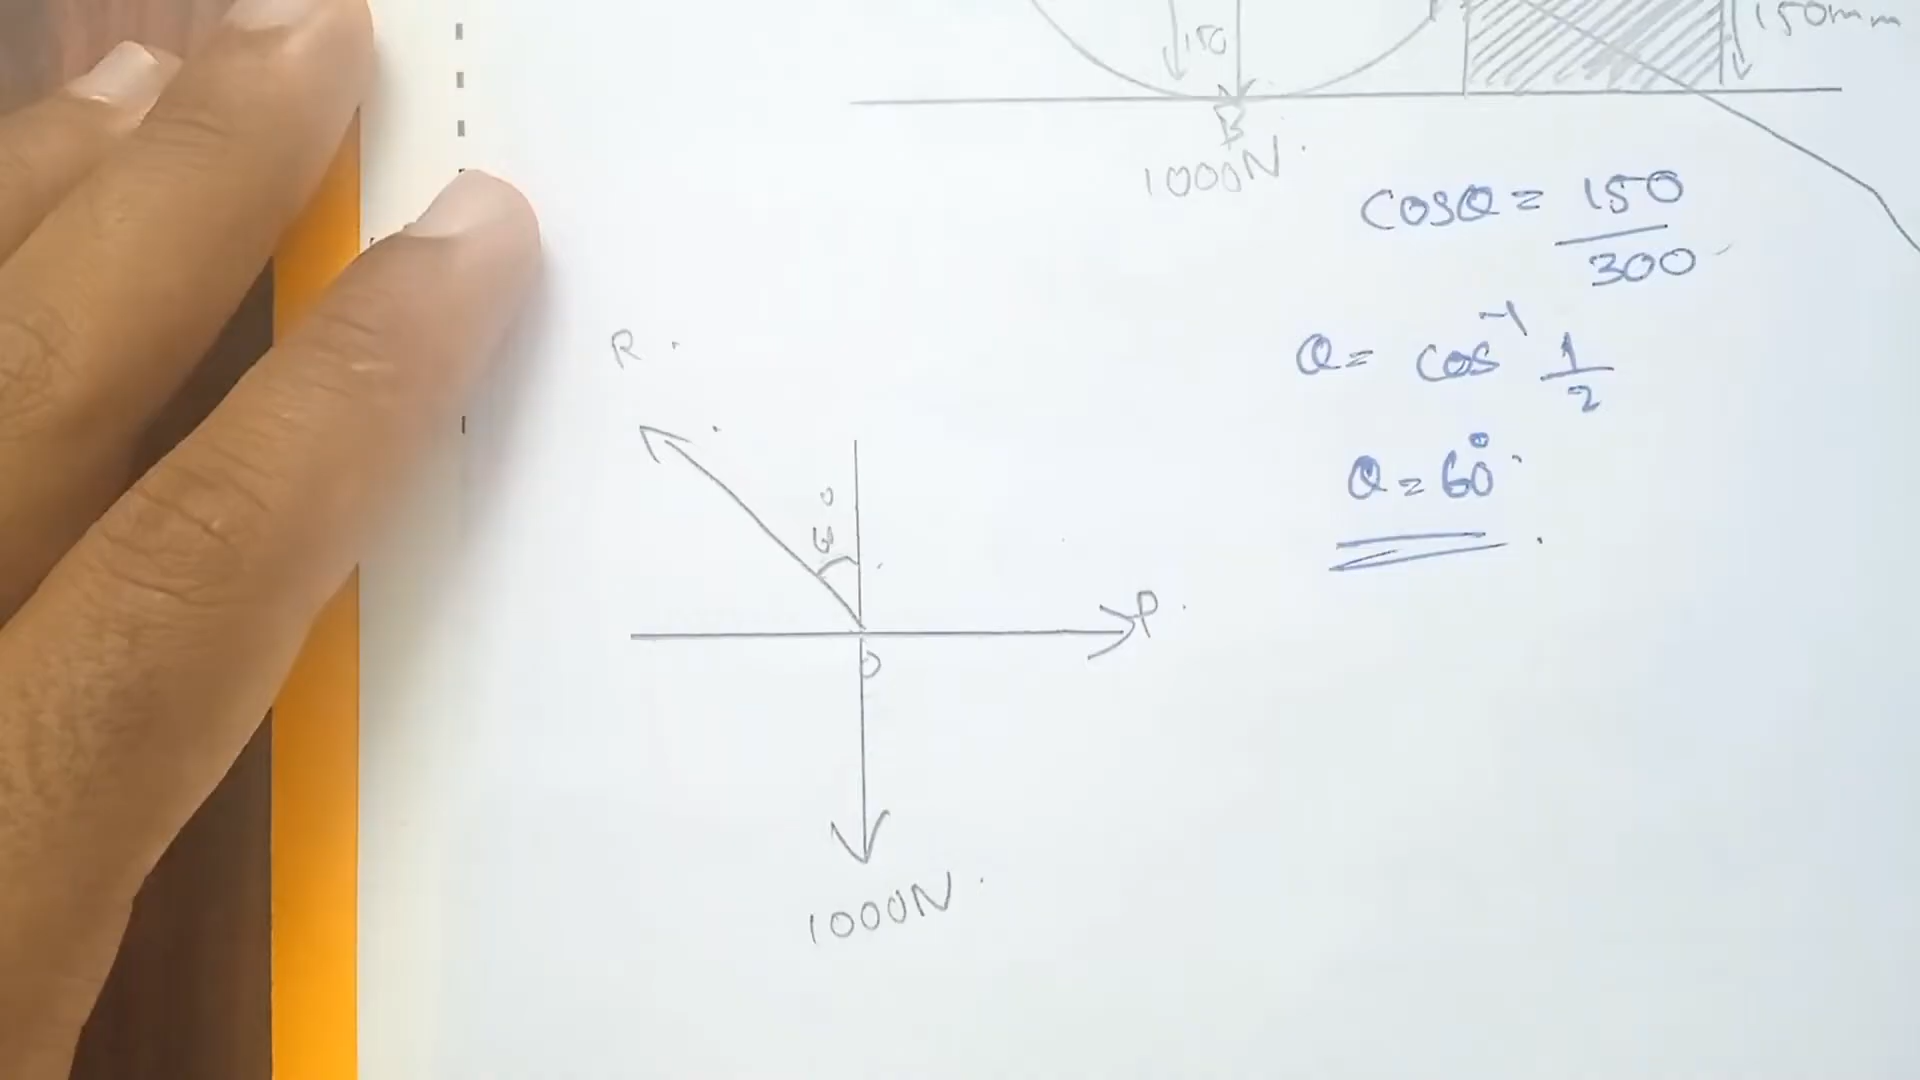 150
150mm
B
1000N.
cosθ = 150
300
θ = cos⁻¹ 1
2
θ = 60°
R
60°
P
O
1000N